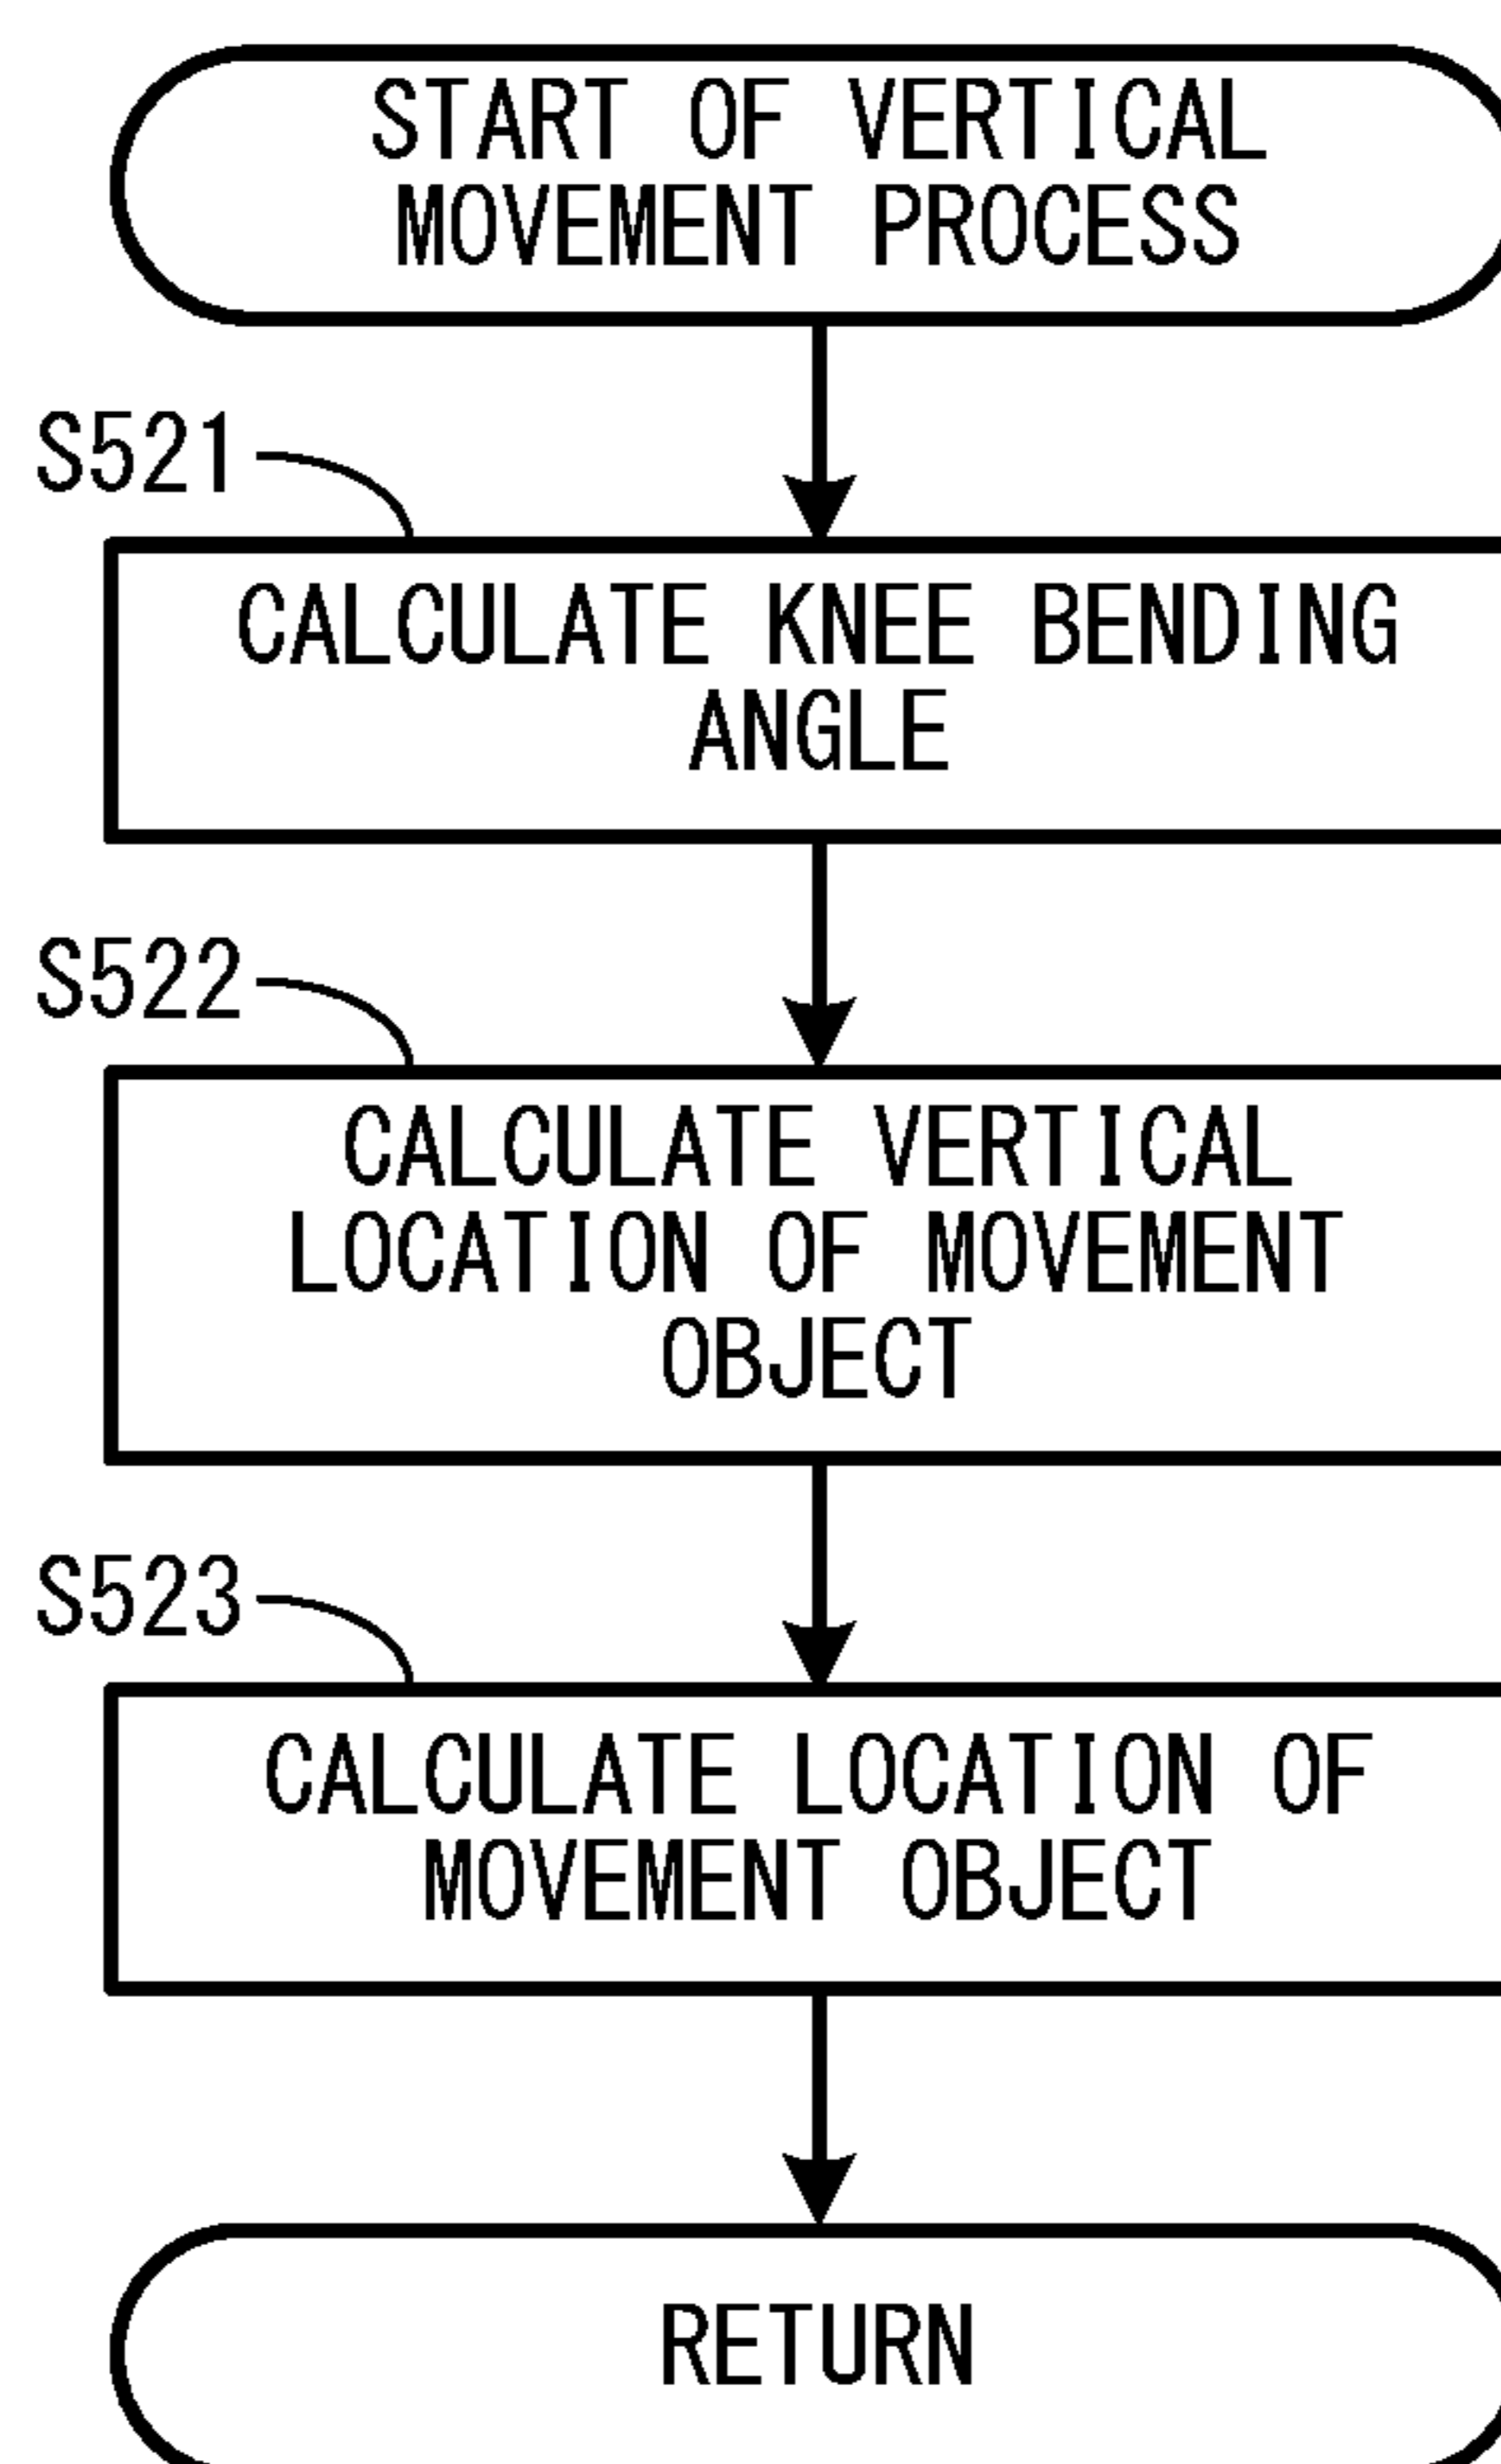 START OF VERTICAL
MOVEMENT PROCESS
S521
CALCULATE KNEE BENDING
ANGLE
S522
CALCULATE VERTICAL
LOCATION OF MOVEMENT
OBJECT
S523
CALCULATE LOCATION OF
MOVEMENT OBJECT
RETURN